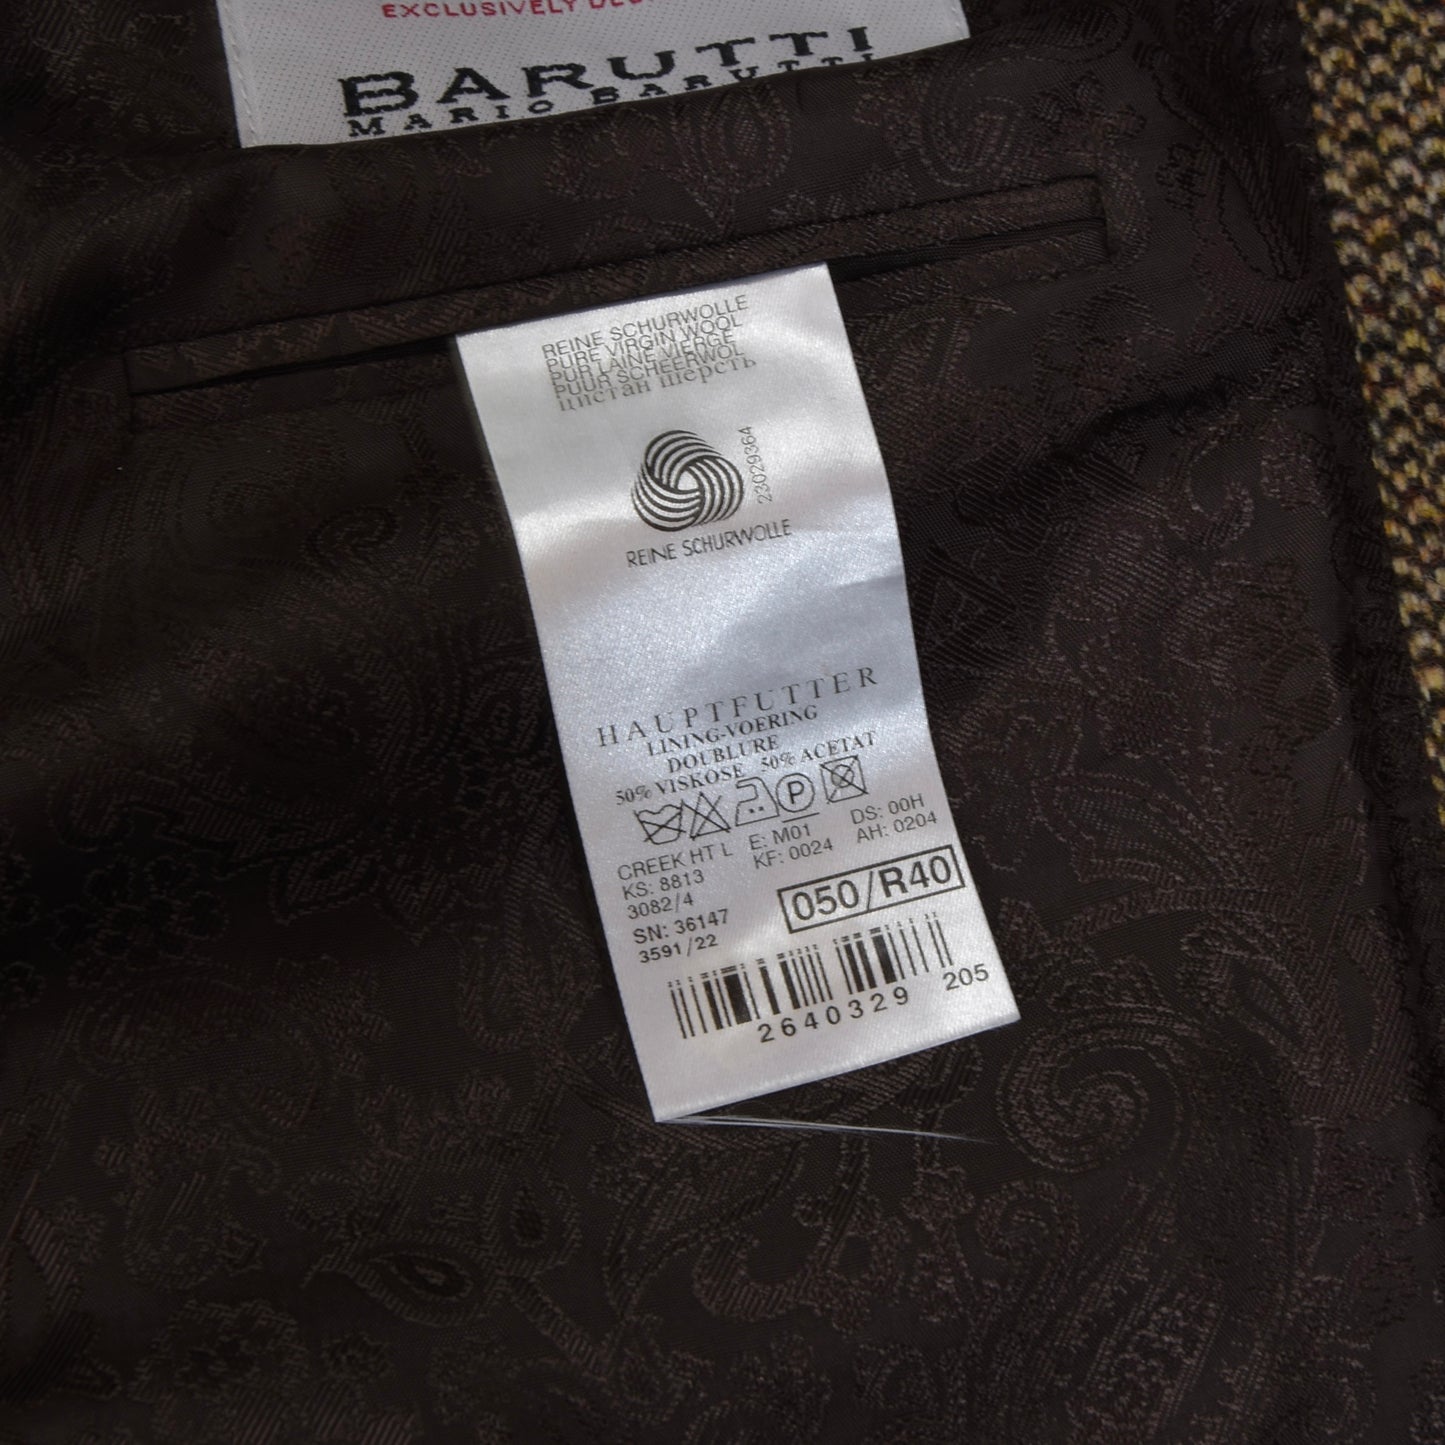 EXCLUSIVELY
BARUTTI
MARIO BARUTTI
REINE SCHURWOLLE
PURE VIRGIN WOOL
PUR LAINE VIERGE
PUUR SCHEERWOL
шерсть
23029364
REINE SCHURWOLLE
HAUPTFUTTER
LINING-VOERING
DOUBLURE
50% VISKOSE 50% ACETAT
P
CREEK HT L E: M01 DS: 00H
KS: 8813 KF: 0024 AH: 0204
3082/4
SN: 36147 050/R40
3591/22
2640329 205